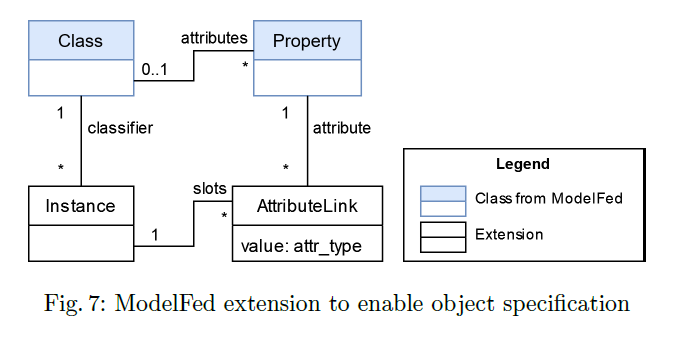 Class
attributes
Property
0..1
*
1
classifier
*
1
attribute
*
Instance
slots
AttributeLink
1
*
value: attr_type
Legend
Class from ModelFed
Extension
Fig. 7: ModelFed extension to enable object specification